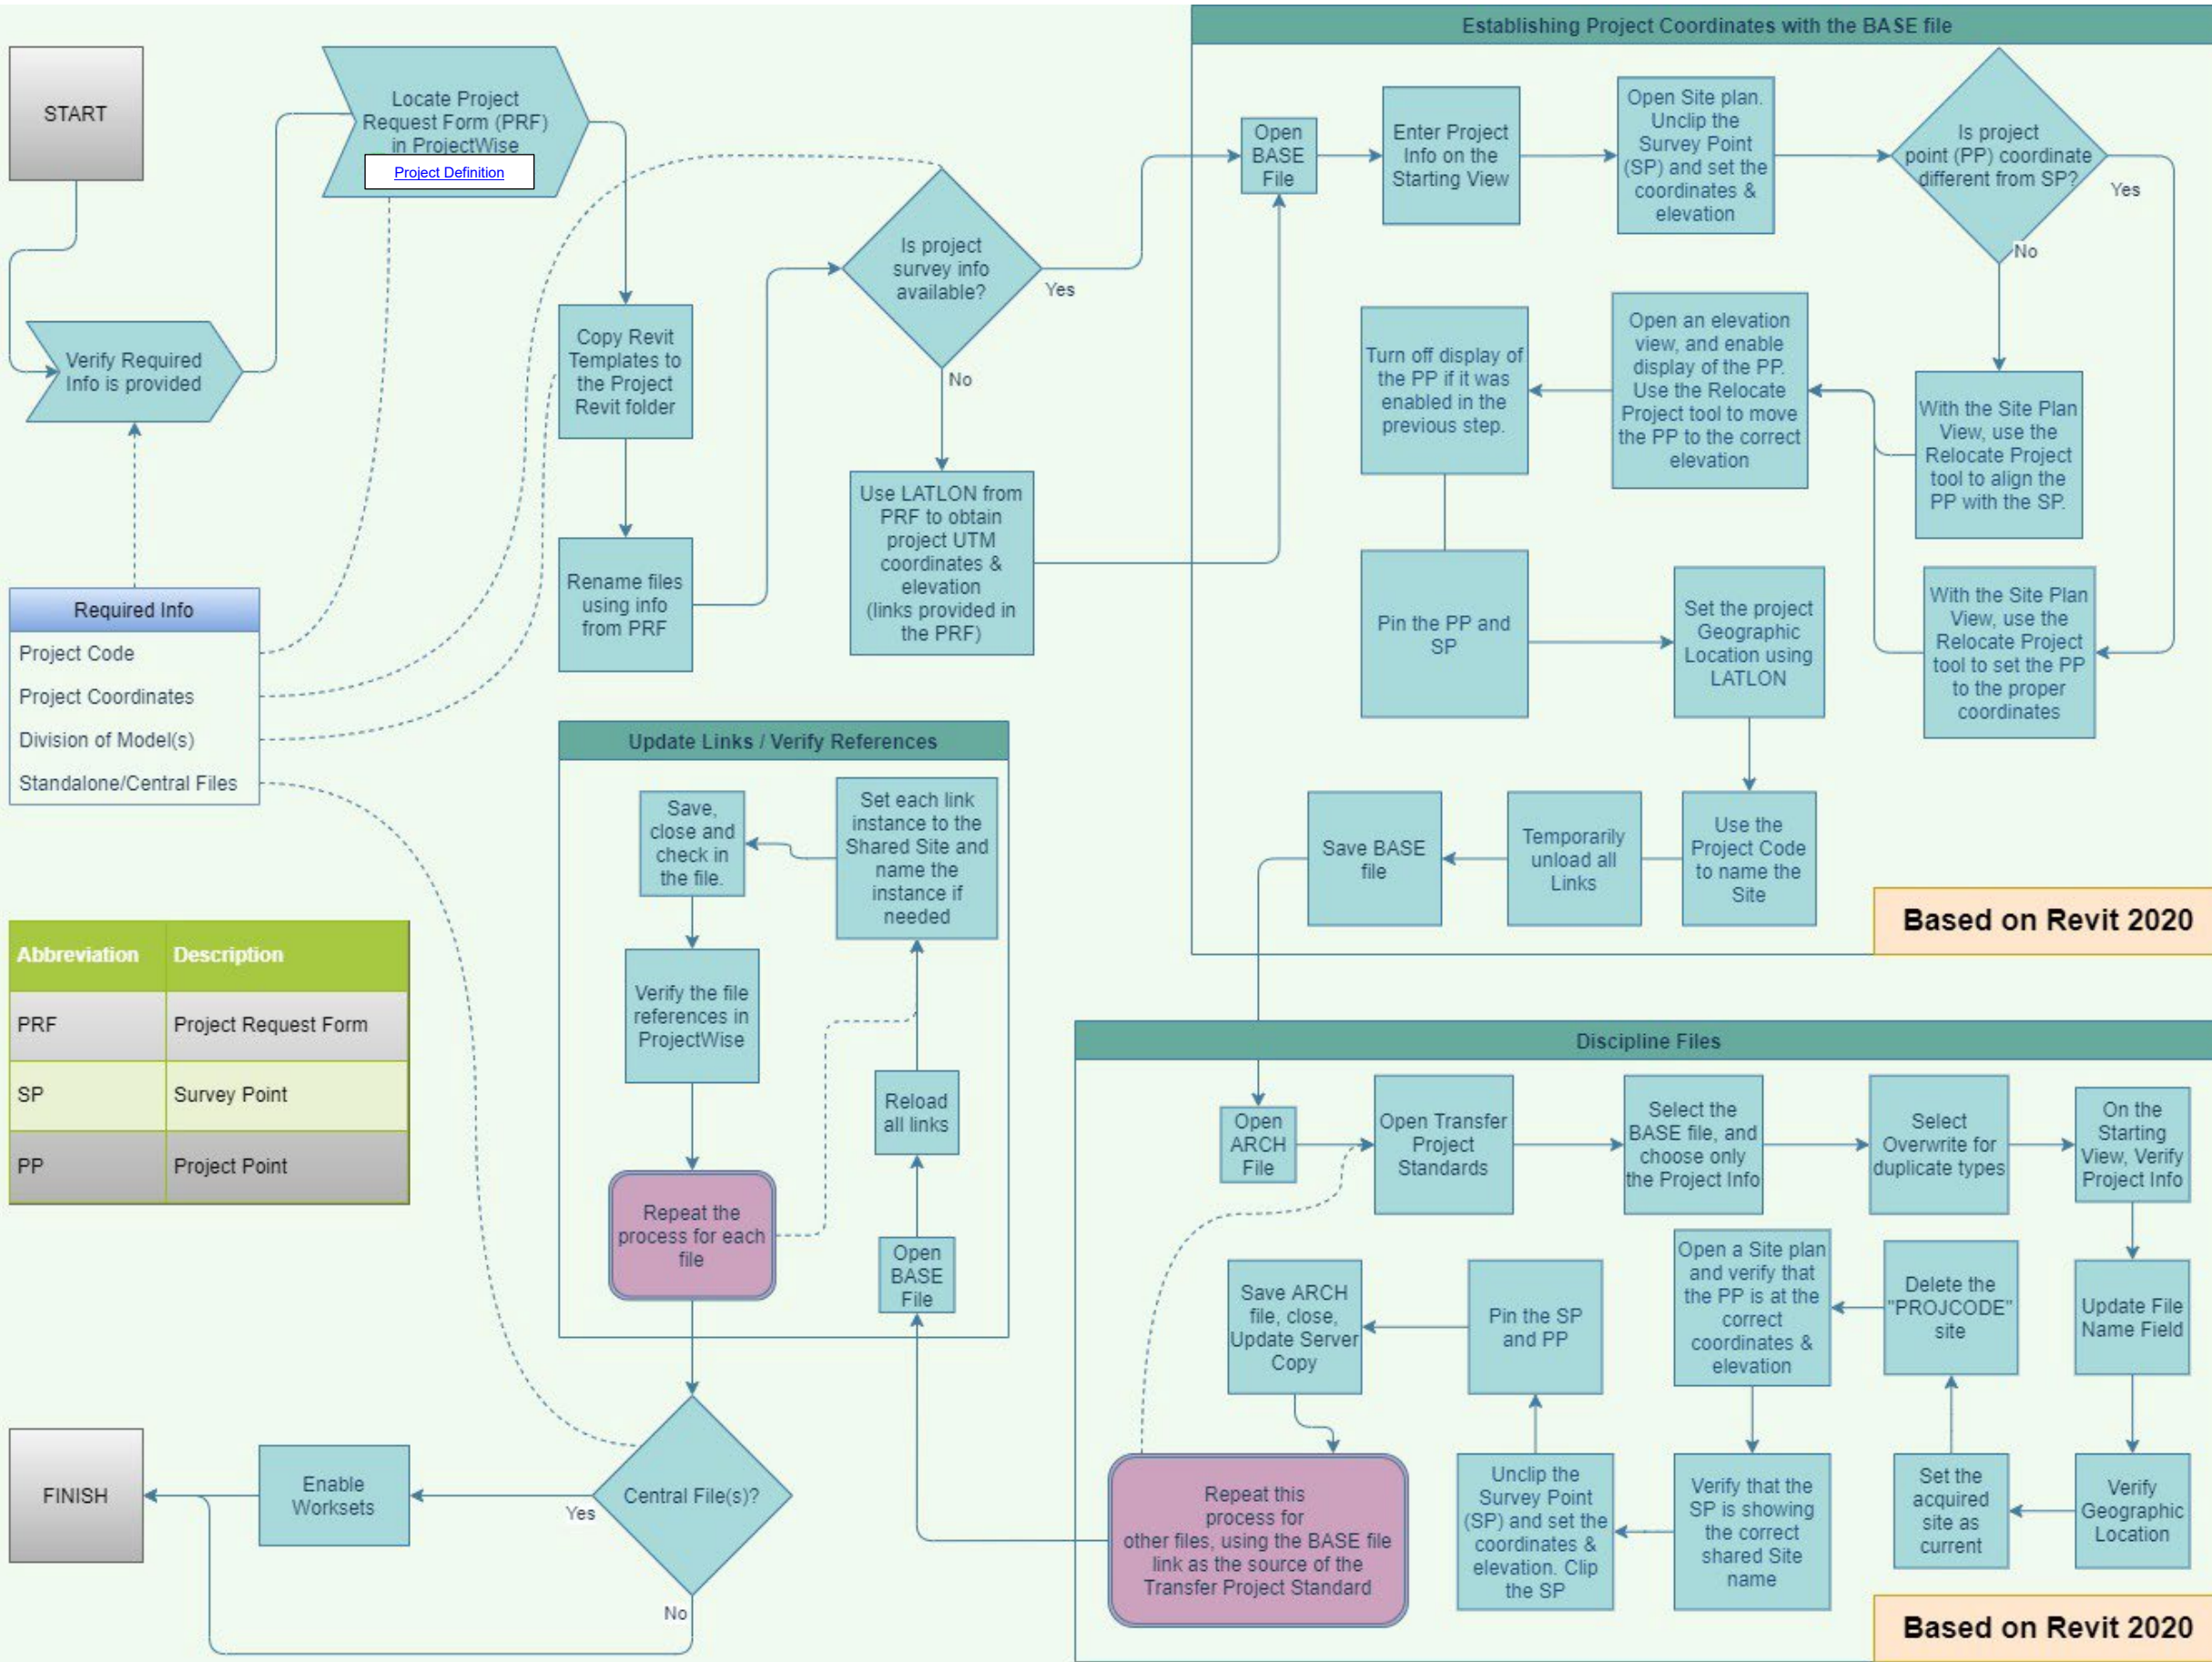 START
Verify Required
Info is provided
Locate Project
Request Form (PRF)
in ProjectWise
Project Definition
Copy Revit
Templates to
the Project
Revit folder
Rename files
using info
from PRF
Is project
survey info
available?
Yes
No
Use LATLON from
PRF to obtain
project UTM
coordinates &
elevation
(links provided in
the PRF)
Required Info
Project Code
Project Coordinates
Division of Model(s)
Standalone/Central Files
Establishing Project Coordinates with the BASE file
Open
BASE
File
Enter Project
Info on the
Starting View
Open Site plan.
Unclip the
Survey Point
(SP) and set the
coordinates &
elevation
Is project
point (PP) coordinate
different from SP?
Yes
No
With the Site Plan
View, use the
Relocate Project
tool to align the
PP with the SP.
With the Site Plan
View, use the
Relocate Project
tool to set the PP
to the proper
coordinates
Open an elevation
view, and enable
display of the PP.
Use the Relocate
Project tool to move
the PP to the correct
elevation
Turn off display of
the PP if it was
enabled in the
previous step.
Pin the PP and
SP
Set the project
Geographic
Location using
LATLON
Use the
Project Code
to name the
Site
Temporarily
unload all
Links
Save BASE
file
Based on Revit 2020
Discipline Files
Open
ARCH
File
Open Transfer
Project
Standards
Select the
BASE file, and
choose only
the Project Info
Select
Overwrite for
duplicate types
On the
Starting
View, Verify
Project Info
Update File
Name Field
Verify
Geographic
Location
Set the
acquired
site as
current
Delete the
"PROJCODE"
site
Open a Site plan
and verify that
the PP is at the
correct
coordinates &
elevation
Verify that the
SP is showing
the correct
shared Site
name
Unclip the
Survey Point
(SP) and set the
coordinates &
elevation. Clip
the SP
Pin the SP
and PP
Save ARCH
file, close,
Update Server
Copy
Repeat this
process for
other files, using the BASE file
link as the source of the
Transfer Project Standard
Based on Revit 2020
Update Links / Verify References
Open
BASE
File
Reload
all links
Set each link
instance to the
Shared Site and
name the
instance if
needed
Save,
close and
check in
the file.
Verify the file
references in
ProjectWise
Repeat the
process for each
file
Central File(s)?
Yes
No
Enable
Worksets
FINISH
Abbreviation Description
PRF Project Request Form
SP Survey Point
PP Project Point